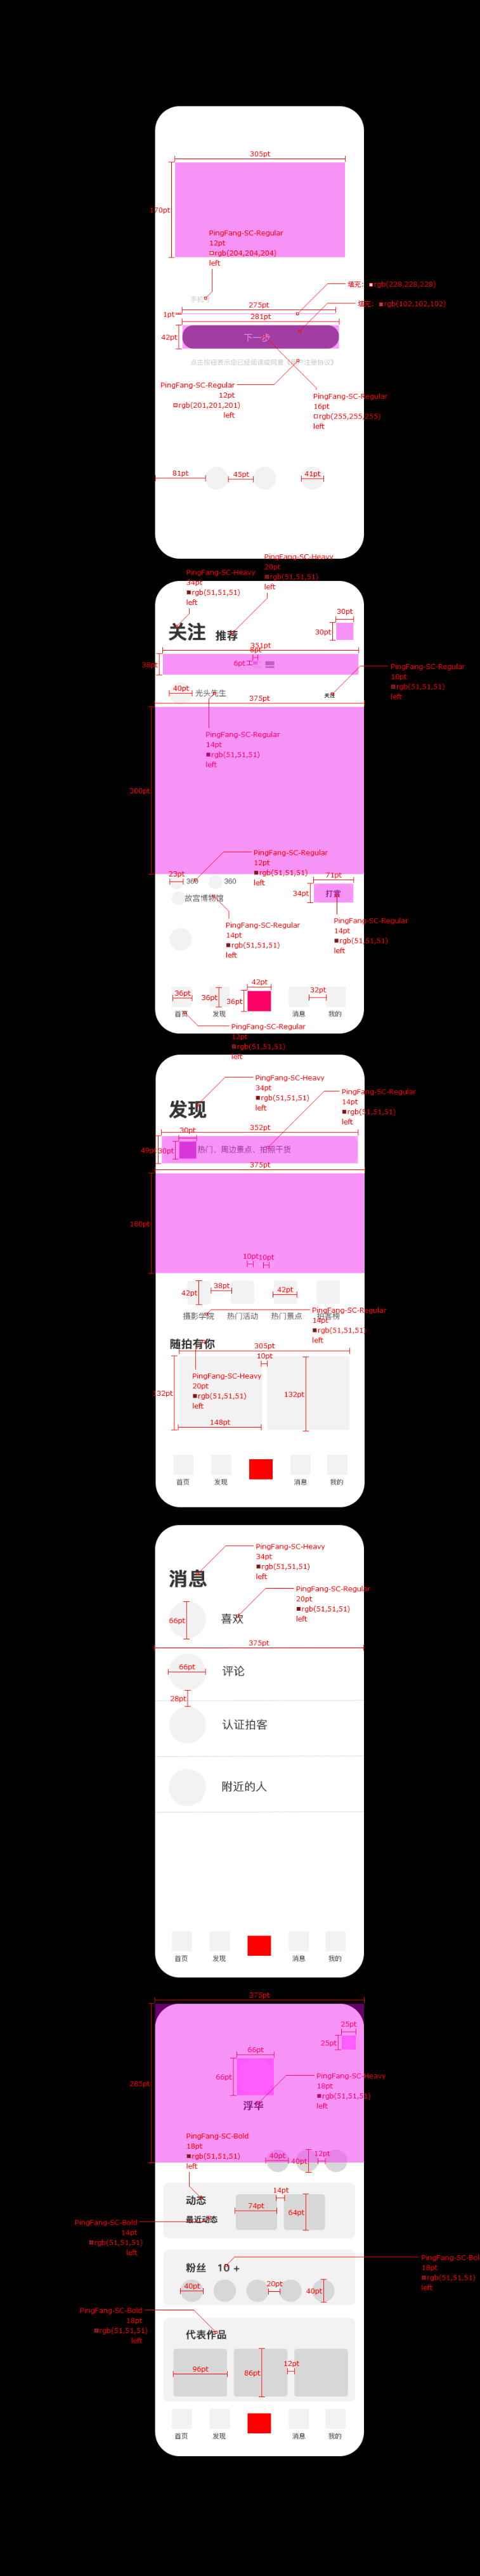 305pt
170pt
PingFang-SC-Regular
12pt
rgb(204,204,204)
left
填充: rgb(228,228,228)
手机
275pt
填充: rgb(102,102,102)
1pt
281pt
42pt
下一步
点击按钮表示您已经阅读或同意《用户注册协议》
PingFang-SC-Regular
12pt
rgb(201,201,201)
left
PingFang-SC-Regular
16pt
rgb(255,255,255)
left
81pt
45pt
41pt
PingFang-SC-Heavy
20pt
rgb(51,51,51)
left
PingFang-SC-Heavy
34pt
rgb(51,51,51)
left
30pt
30pt
关注
推荐
351pt
8pt
6pt
38pt
PingFang-SC-Regular
10pt
rgb(51,51,51)
left
40pt
光头先生
关注
375pt
PingFang-SC-Regular
14pt
rgb(51,51,51)
left
300pt
PingFang-SC-Regular
12pt
rgb(51,51,51)
left
23pt
360
360
71pt
34pt
打赏
故宫博物馆
PingFang-SC-Regular
14pt
rgb(51,51,51)
left
PingFang-SC-Regular
14pt
rgb(51,51,51)
left
42pt
36pt
36pt
36pt
32pt
首页
发现
消息
我的
PingFang-SC-Regular
12pt
rgb(51,51,51)
left
PingFang-SC-Heavy
34pt
rgb(51,51,51)
left
PingFang-SC-Regular
14pt
rgb(51,51,51)
left
发现
352pt
30pt
49pt
30pt
热门、周边景点、拍照干货
375pt
180pt
10pt
10pt
42pt
38pt
42pt
摄影学院
热门活动
热门景点
拍客榜
PingFang-SC-Regular
14pt
rgb(51,51,51)
left
随拍有你
305pt
10pt
132pt
132pt
PingFang-SC-Heavy
20pt
rgb(51,51,51)
left
148pt
首页
发现
消息
我的
PingFang-SC-Heavy
34pt
rgb(51,51,51)
left
消息
PingFang-SC-Regular
20pt
rgb(51,51,51)
left
66pt
喜欢
375pt
66pt
评论
28pt
认证拍客
附近的人
首页
发现
消息
我的
375pt
25pt
25pt
66pt
66pt
285pt
PingFang-SC-Heavy
18pt
rgb(51,51,51)
left
浮华
PingFang-SC-Bold
18pt
rgb(51,51,51)
left
40pt
40pt
12pt
14pt
动态
74pt
64pt
最近动态
PingFang-SC-Bold
14pt
rgb(51,51,51)
left
粉丝
10 +
PingFang-SC-Bol
18pt
rgb(51,51,51)
left
40pt
20pt
40pt
PingFang-SC-Bold
18pt
rgb(51,51,51)
left
代表作品
12pt
96pt
86pt
首页
发现
消息
我的